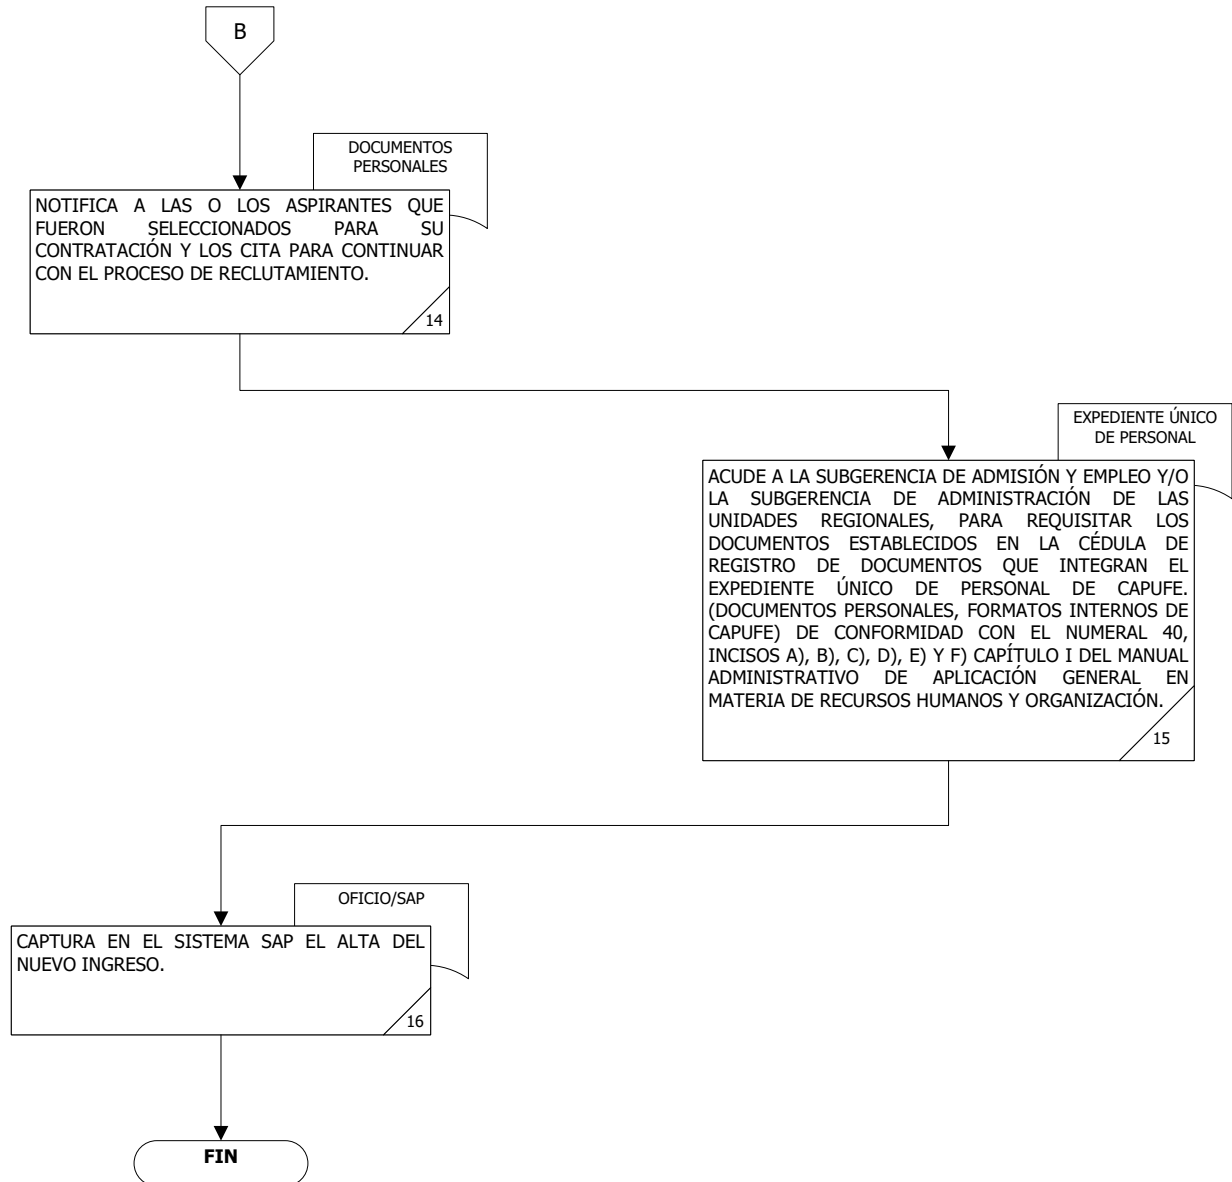 B
DOCUMENTOS
PERSONALES
NOTIFICA A LAS O LOS ASPIRANTES QUE
FUERON SELECCIONADOS PARA SU
CONTRATACIÓN Y LOS CITA PARA CONTINUAR
CON EL PROCESO DE RECLUTAMIENTO.
14
EXPEDIENTE ÚNICO
DE PERSONAL
ACUDE A LA SUBGERENCIA DE ADMISIÓN Y EMPLEO Y/O
LA SUBGERENCIA DE ADMINISTRACIÓN DE LAS
UNIDADES REGIONALES, PARA REQUISITAR LOS
DOCUMENTOS ESTABLECIDOS EN LA CÉDULA DE
REGISTRO DE DOCUMENTOS QUE INTEGRAN EL
EXPEDIENTE ÚNICO DE PERSONAL DE CAPUFE.
(DOCUMENTOS PERSONALES, FORMATOS INTERNOS DE
CAPUFE) DE CONFORMIDAD CON EL NUMERAL 40,
INCISOS A), B), C), D), E) Y F) CAPÍTULO I DEL MANUAL
ADMINISTRATIVO DE APLICACIÓN GENERAL EN
MATERIA DE RECURSOS HUMANOS Y ORGANIZACIÓN.
15
OFICIO/SAP
CAPTURA EN EL SISTEMA SAP EL ALTA DEL
NUEVO INGRESO.
16
FIN